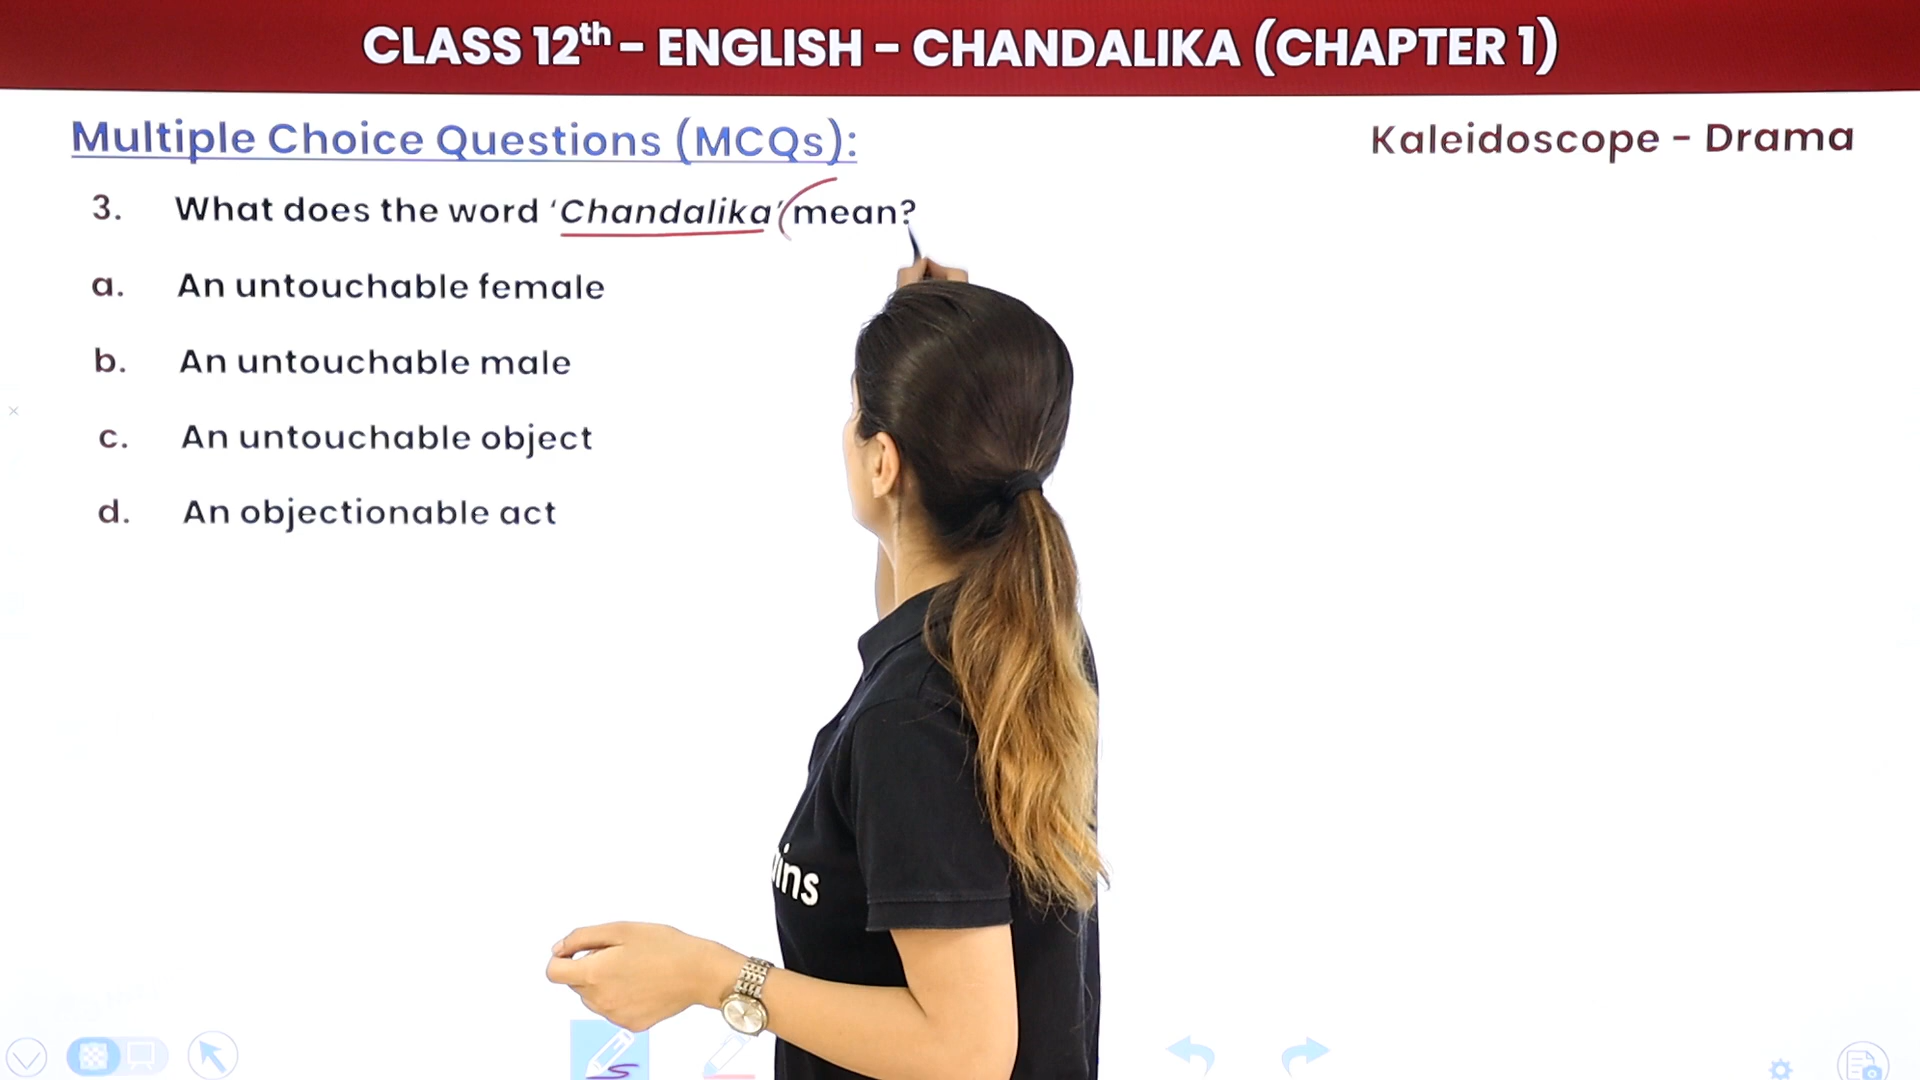 CLASS 12th - ENGLISH - CHANDALIKA (CHAPTER 1)
Multiple Choice Questions (MCQs):
Kaleidoscope - Drama
3. What does the word 'Chandalika' mean?
a. An untouchable female
b. An untouchable male
c. An untouchable object
d. An objectionable act